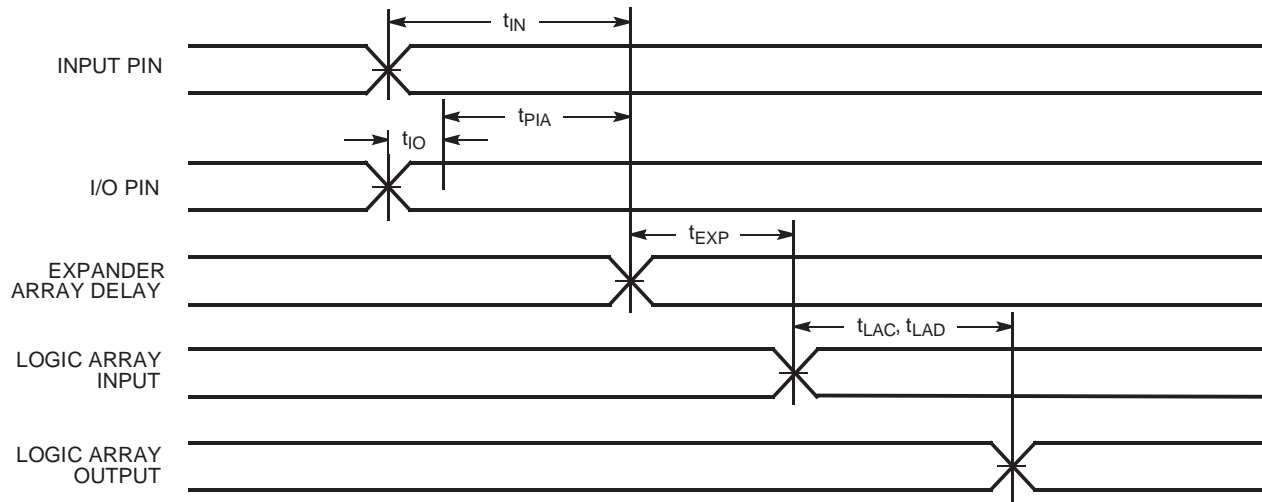 tIN
INPUT PIN
tPIA
tIO
I/O PIN
tEXP
EXPANDER
ARRAY DELAY
tLAC, tLAD
LOGIC ARRAY
INPUT
LOGIC ARRAY
OUTPUT